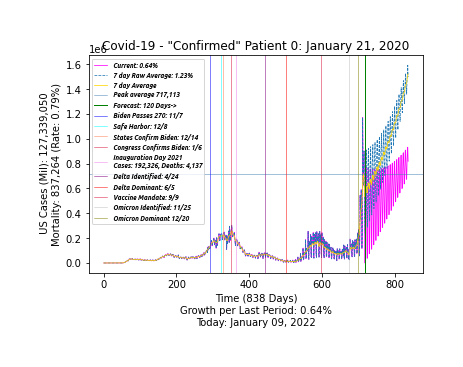 Covid-19 - "Confirmed" Patient 0: January 21, 2020
1e6
Current: 0.64%
7 day Raw Average: 1.23%
7 day Average
Peak average 717,113
Forecast: 120 Days->
Biden Passes 270: 11/7
Safe Harbor: 12/8
States Confirm Biden: 12/14
Congress Confirms Biden: 1/6
Inauguration Day 2021
Cases: 192,326, Deaths: 4,137
Delta Identified: 4/24
Delta Dominant: 6/5
Vaccine Mandate: 9/9
Omicron Identified: 11/25
Omicron Dominant 12/20
1.6
1.4
1.2
1.0
0.8
0.6
0.4
0.2
0.0
US Cases (Mil): 127,339,050
Mortality: 837,264 (Rate: 0.79%)
0 200 400 600 800
Time (838 Days)
Growth per Last Period: 0.64%
Today: January 09, 2022